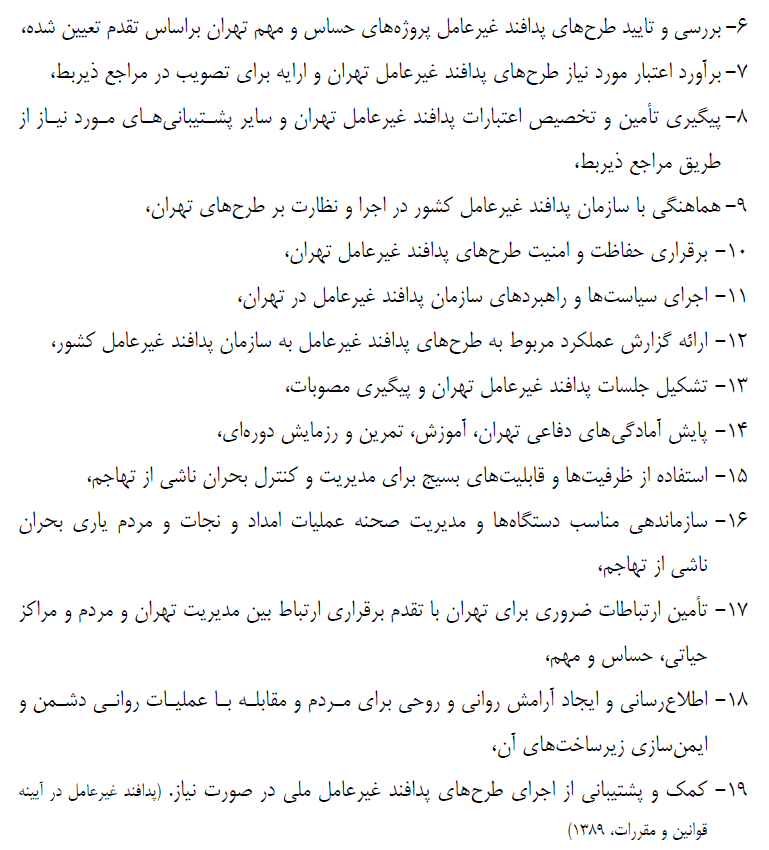 ۶- بررسی و تایید طرح‌های پدافند غیرعامل پروژه‌های حساس و مهم تهران براساس تقدم تعیین شده،
۷- برآورد اعتبار مورد نیاز طرح‌های پدافند غیرعامل تهران و ارایه برای تصویب در مراجع ذیربط،
۸- پیگیری تأمین و تخصیص اعتبارات پدافند غیرعامل تهران و سایر پشتیبانی‌های مورد نیاز از
طریق مراجع ذیربط،
۹- هماهنگی با سازمان پدافند غیرعامل کشور در اجرا و نظارت بر طرح‌های تهران،
۱۰- برقراری حفاظت و امنیت طرح‌های پدافند غیرعامل تهران،
۱۱- اجرای سیاست‌ها و راهبردهای سازمان پدافند غیرعامل در تهران،
۱۲- ارائه گزارش عملکرد مربوط به طرح‌های پدافند غیرعامل به سازمان پدافند غیرعامل کشور،
۱۳- تشکیل جلسات پدافند غیرعامل تهران و پیگیری مصوبات،
۱۴- پایش آمادگی‌های دفاعی تهران، آموزش، تمرین و رزمایش دوره‌ای،
۱۵- استفاده از ظرفیت‌ها و قابلیت‌های بسیج برای مدیریت و کنترل بحران ناشی از تهاجم،
۱۶- سازماندهی مناسب دستگاه‌ها و مدیریت صحنه عملیات امداد و نجات و مردم یاری بحران
ناشی از تهاجم،
۱۷- تأمین ارتباطات ضروری برای تهران با تقدم برقراری ارتباط بین مدیریت تهران و مردم و مراکز
حیاتی، حساس و مهم،
۱۸- اطلاع‌رسانی و ایجاد آرامش روانی و روحی برای مردم و مقابله با عملیات روانی دشمن و
ایمن‌سازی زیرساخت‌های آن،
۱۹- کمک و پشتیبانی از اجرای طرح‌های پدافند غیرعامل ملی در صورت نیاز. (پدافند غیرعامل در آیینه
قوانین و مقررات، ۱۳۸۹)